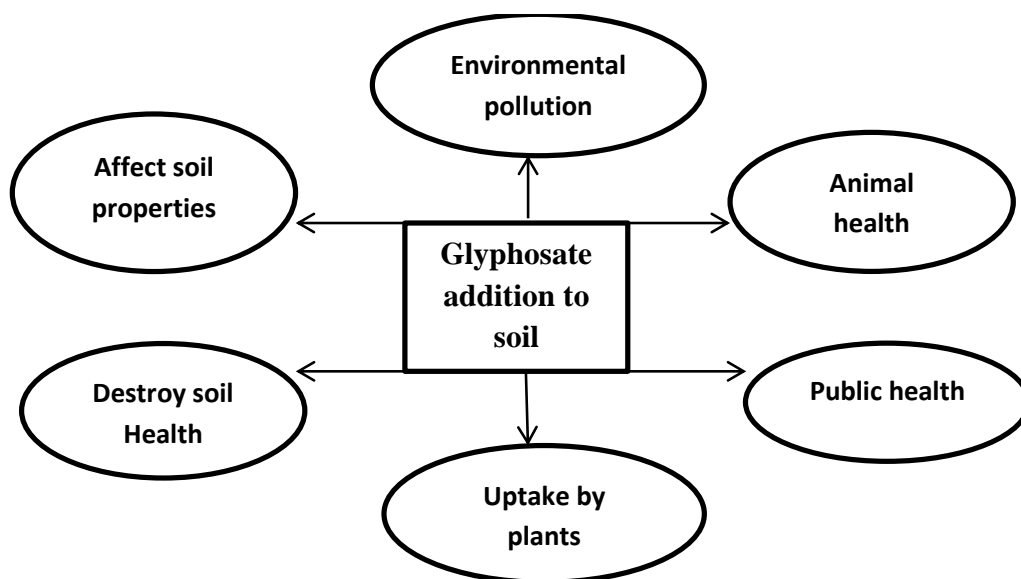 Environmental
pollution
Affect soil
properties
Animal
health
Glyphosate
addition to
soil
Destroy soil
Health
Public health
Uptake by
plants